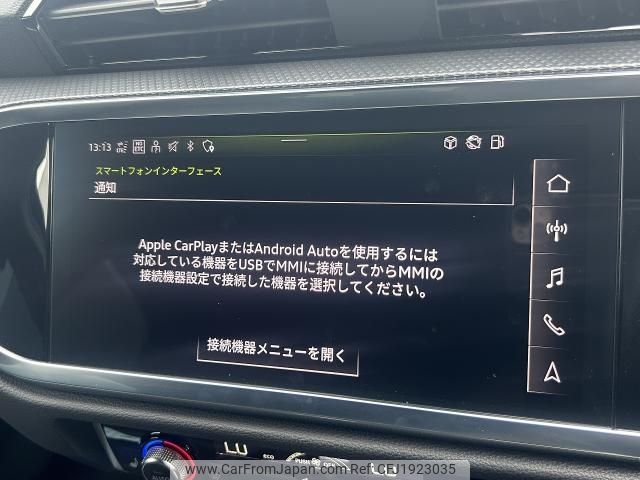 13:13
スマートフォンインターフェース
通知
Apple CarPlayまたはAndroid Autoを使用するには
対応している機器をUSBでMMIに接続してからMMIの
接続機器設定で接続した機器を選択してください。
接続機器メニューを開く
LO
ECO
LO
www.CarFromJapan.com - CFJ1923035